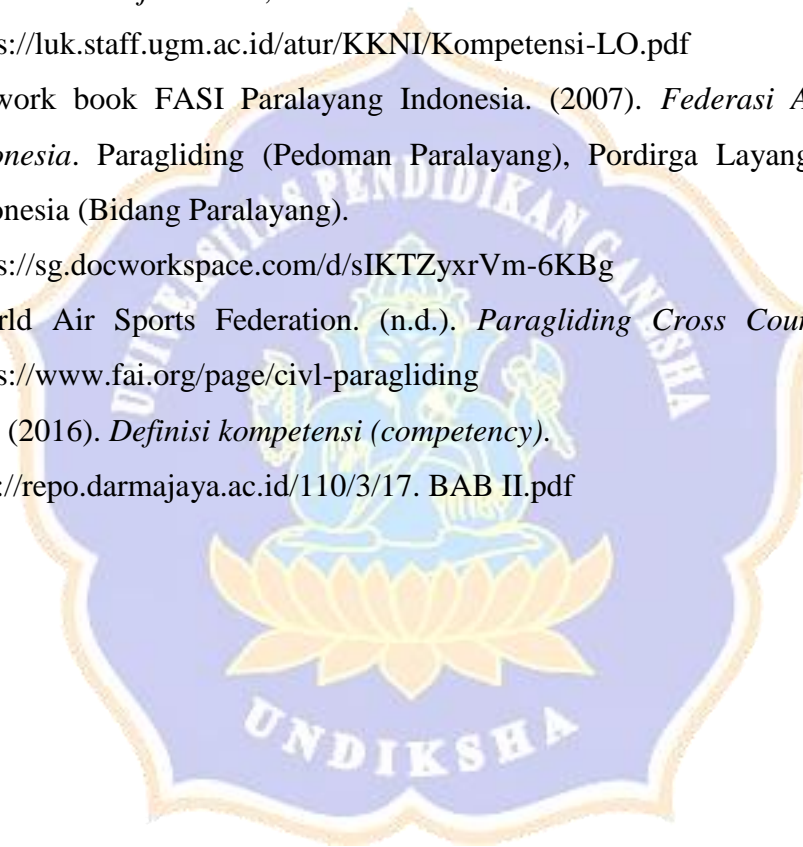 s://luk.staff.ugm.ac.id/atur/KKNI/Kompetensi-LO.pdf
work book FASI Paralayang Indonesia. (2007). Federasi A
onesia. Paragliding (Pedoman Paralayang), Pordirga Layang
onesia (Bidang Paralayang).
s://sg.docworkspace.com/d/sIKTZyxrVm-6KBg
rld Air Sports Federation. (n.d.). Paragliding Cross Cour
s://www.fai.org/page/civl-paragliding
(2016). Definisi kompetensi (competency).
://repo.darmajaya.ac.id/110/3/17. BAB II.pdf
UNIVERSITAS PENDIDIKAN GANESHA
UNDIKSHA